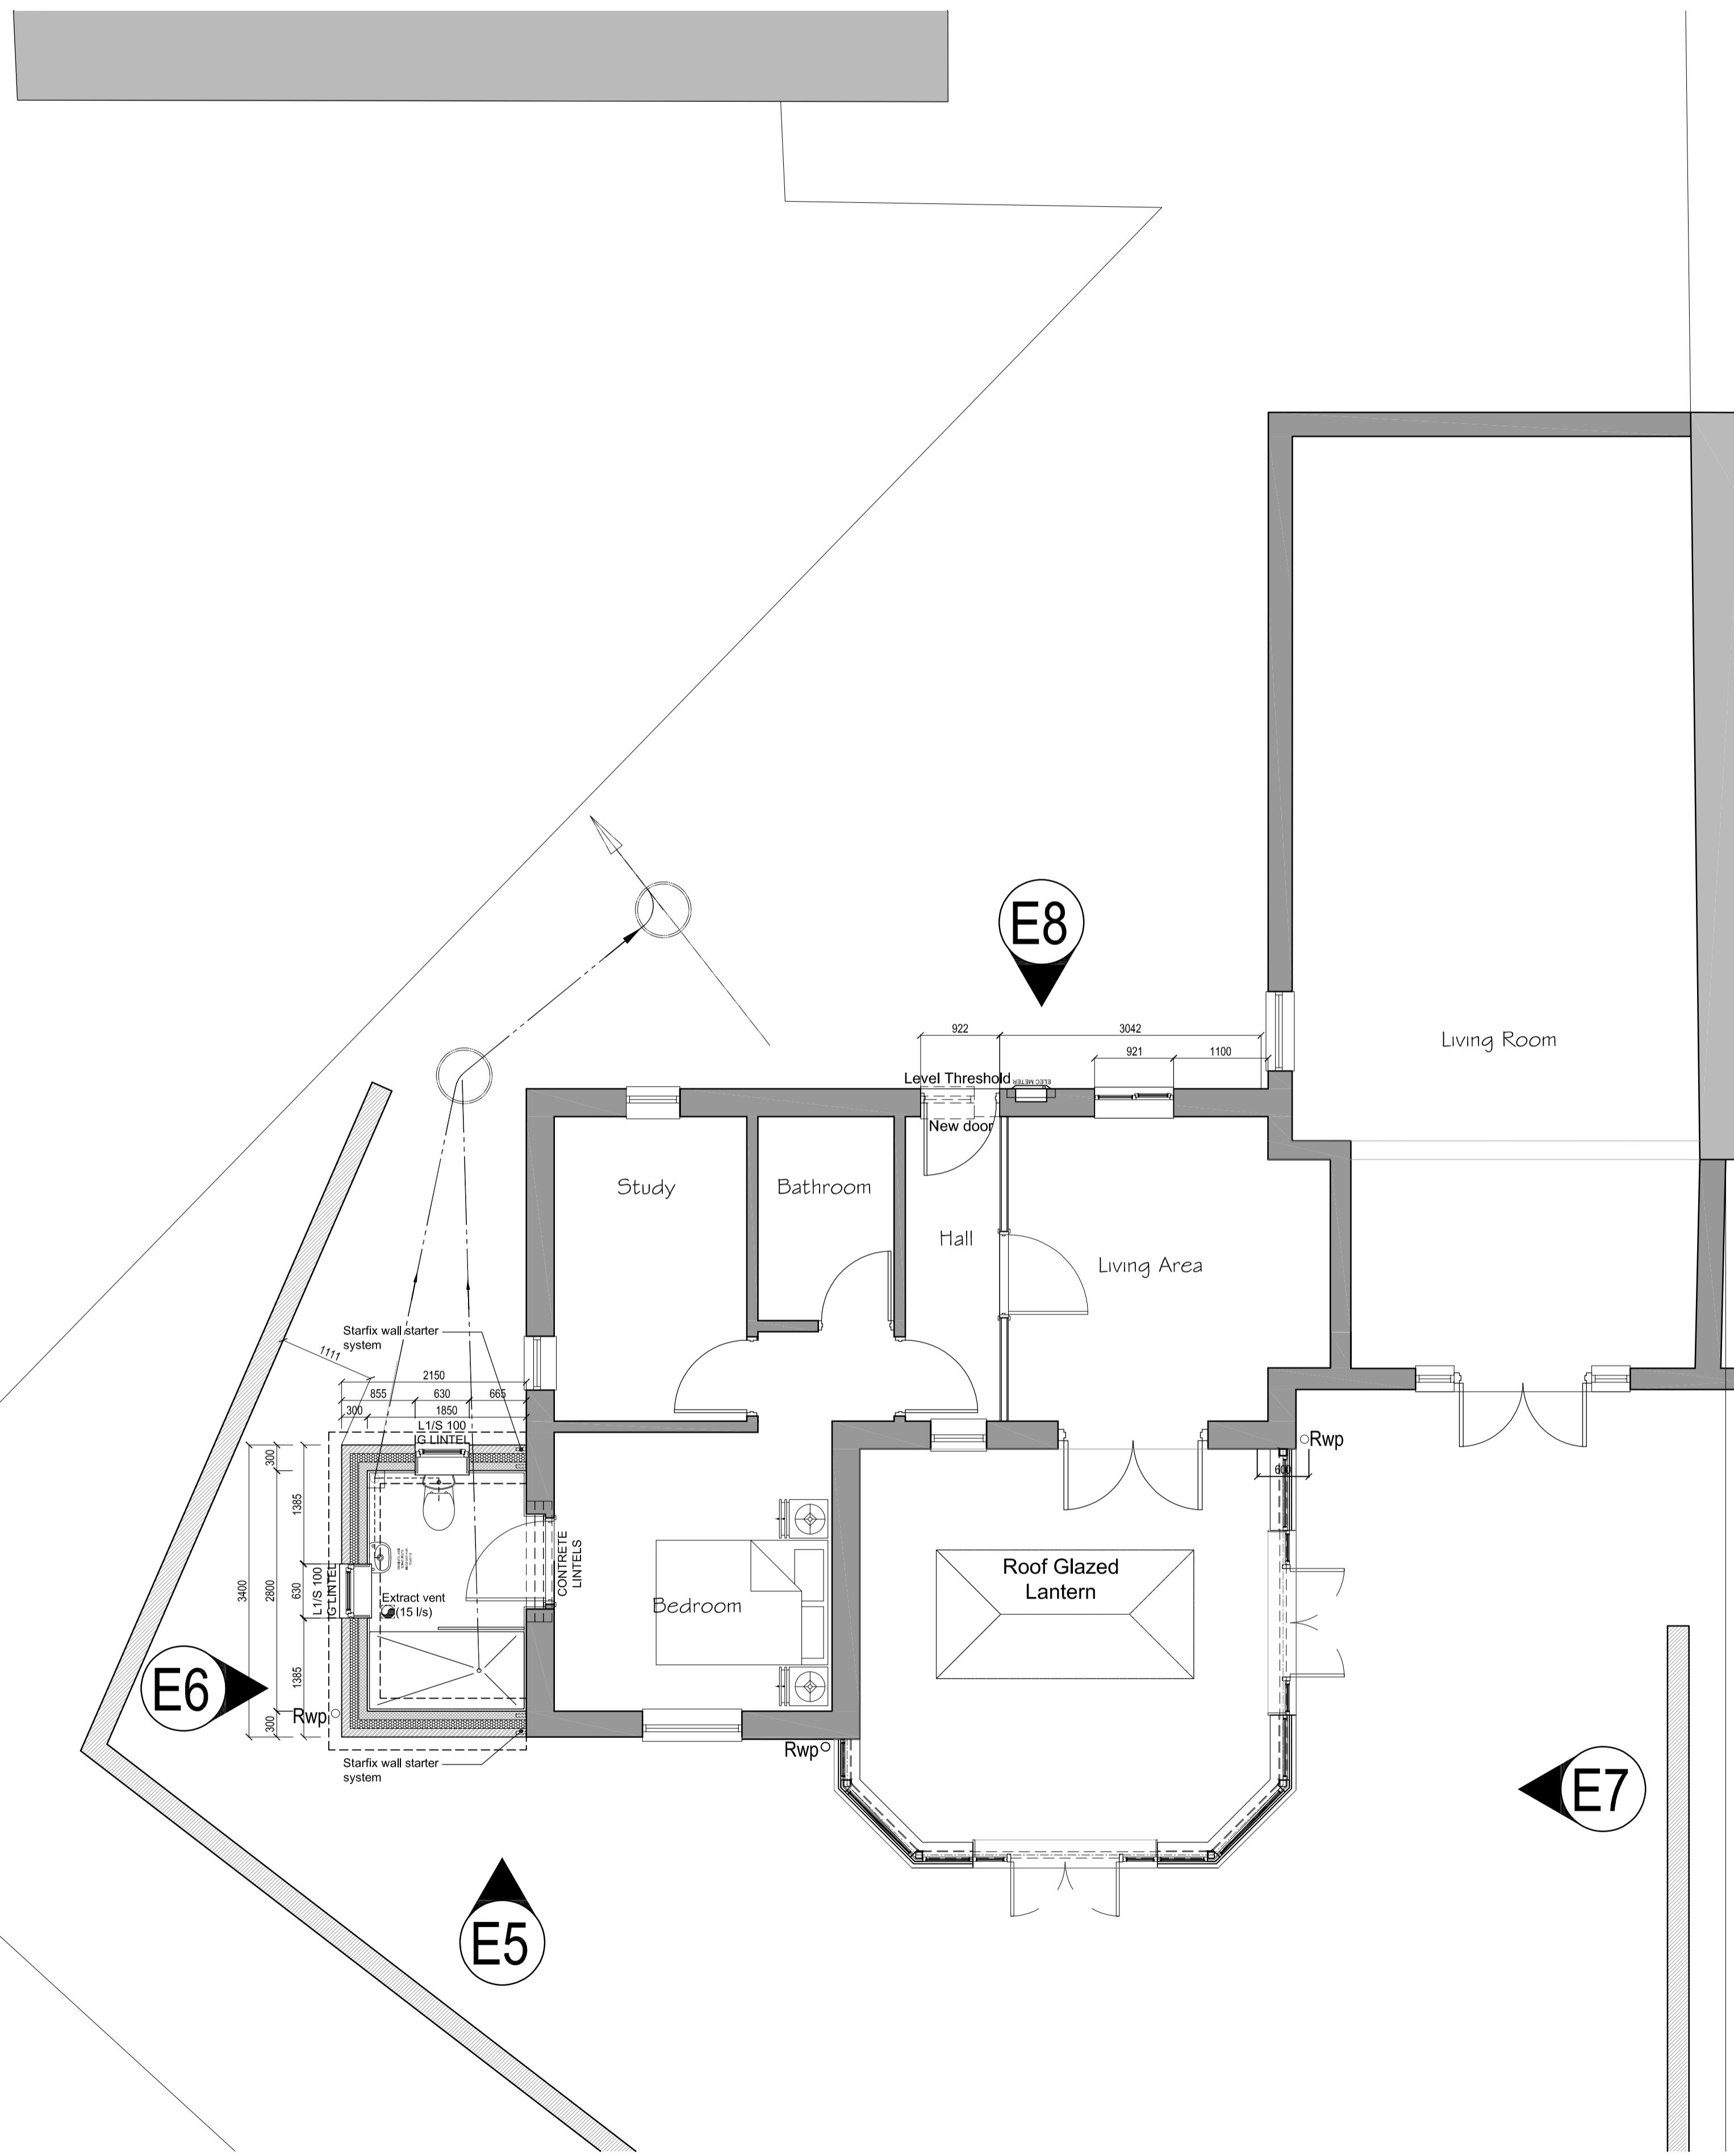 E8
Living Room
922
3042
921
1100
Level Threshold
ELEC METER
New door
Study
Bathroom
Hall
Living Area
Starfix wall starter
system
1111
2150
855
630
665
300
1850
L1/S 100
IG LINTEL
Rwp
600
300
1385
3400
2800
630
1385
300
L1/S 100
IG LINTEL
CONTRETE
LINTELS
Extract vent
(15 l/s)
Bedroom
Roof Glazed
Lantern
E6
Rwp
Starfix wall starter
system
Rwp
E7
E5